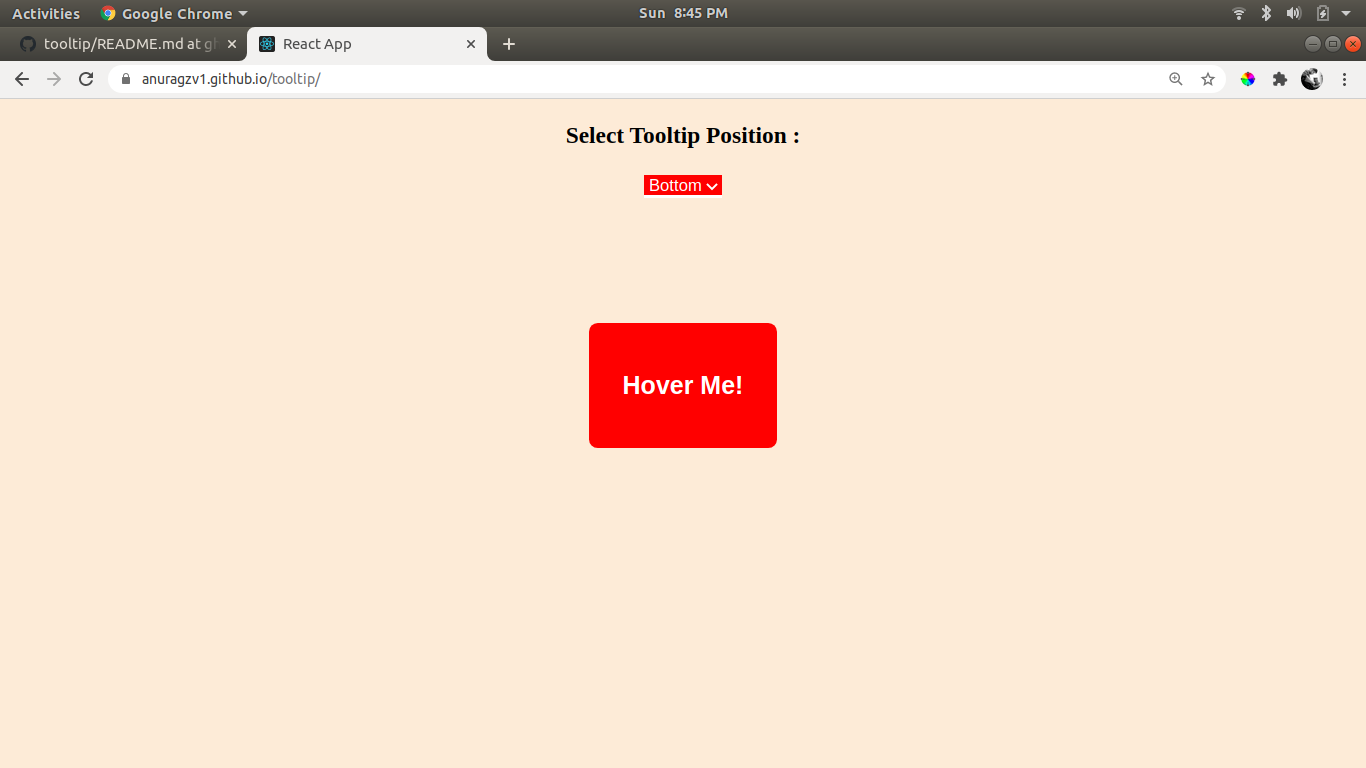 Activities
Google Chrome
Sun 8:45 PM
tooltip/README.md at gh
React App
anuragzv1.github.io/tooltip/
Select Tooltip Position :
Bottom
Hover Me!